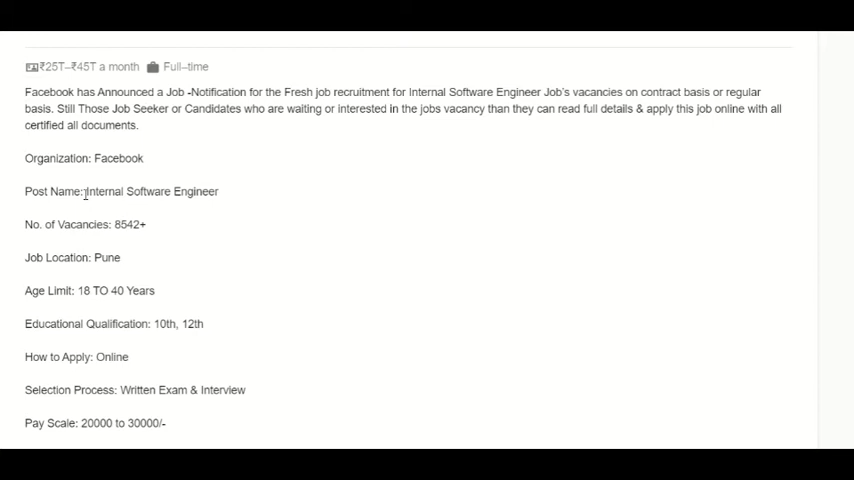 ₹25T–₹45T a month Full–time
Facebook has Announced a Job -Notification for the Fresh job recruitment for Internal Software Engineer Job's vacancies on contract basis or regular
basis. Still Those Job Seeker or Candidates who are waiting or interested in the jobs vacancy than they can read full details & apply this job online with all
certified all documents.
Organization: Facebook
Post Name: Internal Software Engineer
No. of Vacancies: 8542+
Job Location: Pune
Age Limit: 18 TO 40 Years
Educational Qualification: 10th, 12th
How to Apply: Online
Selection Process: Written Exam & Interview
Pay Scale: 20000 to 30000/-